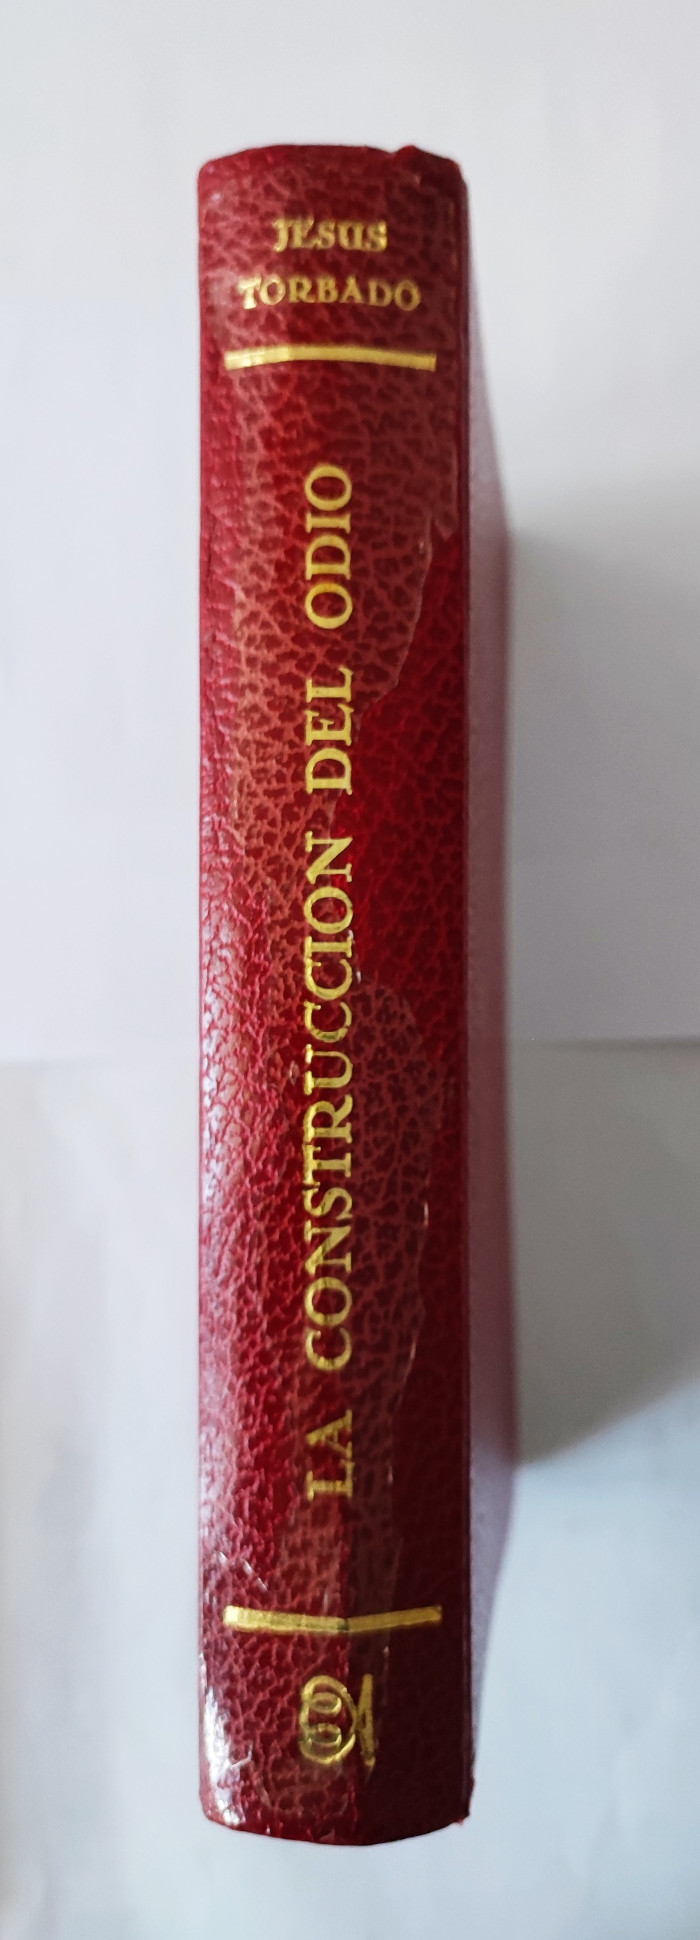 JESUS
TORBADO
LA CONSTRUCCION DEL ODIO